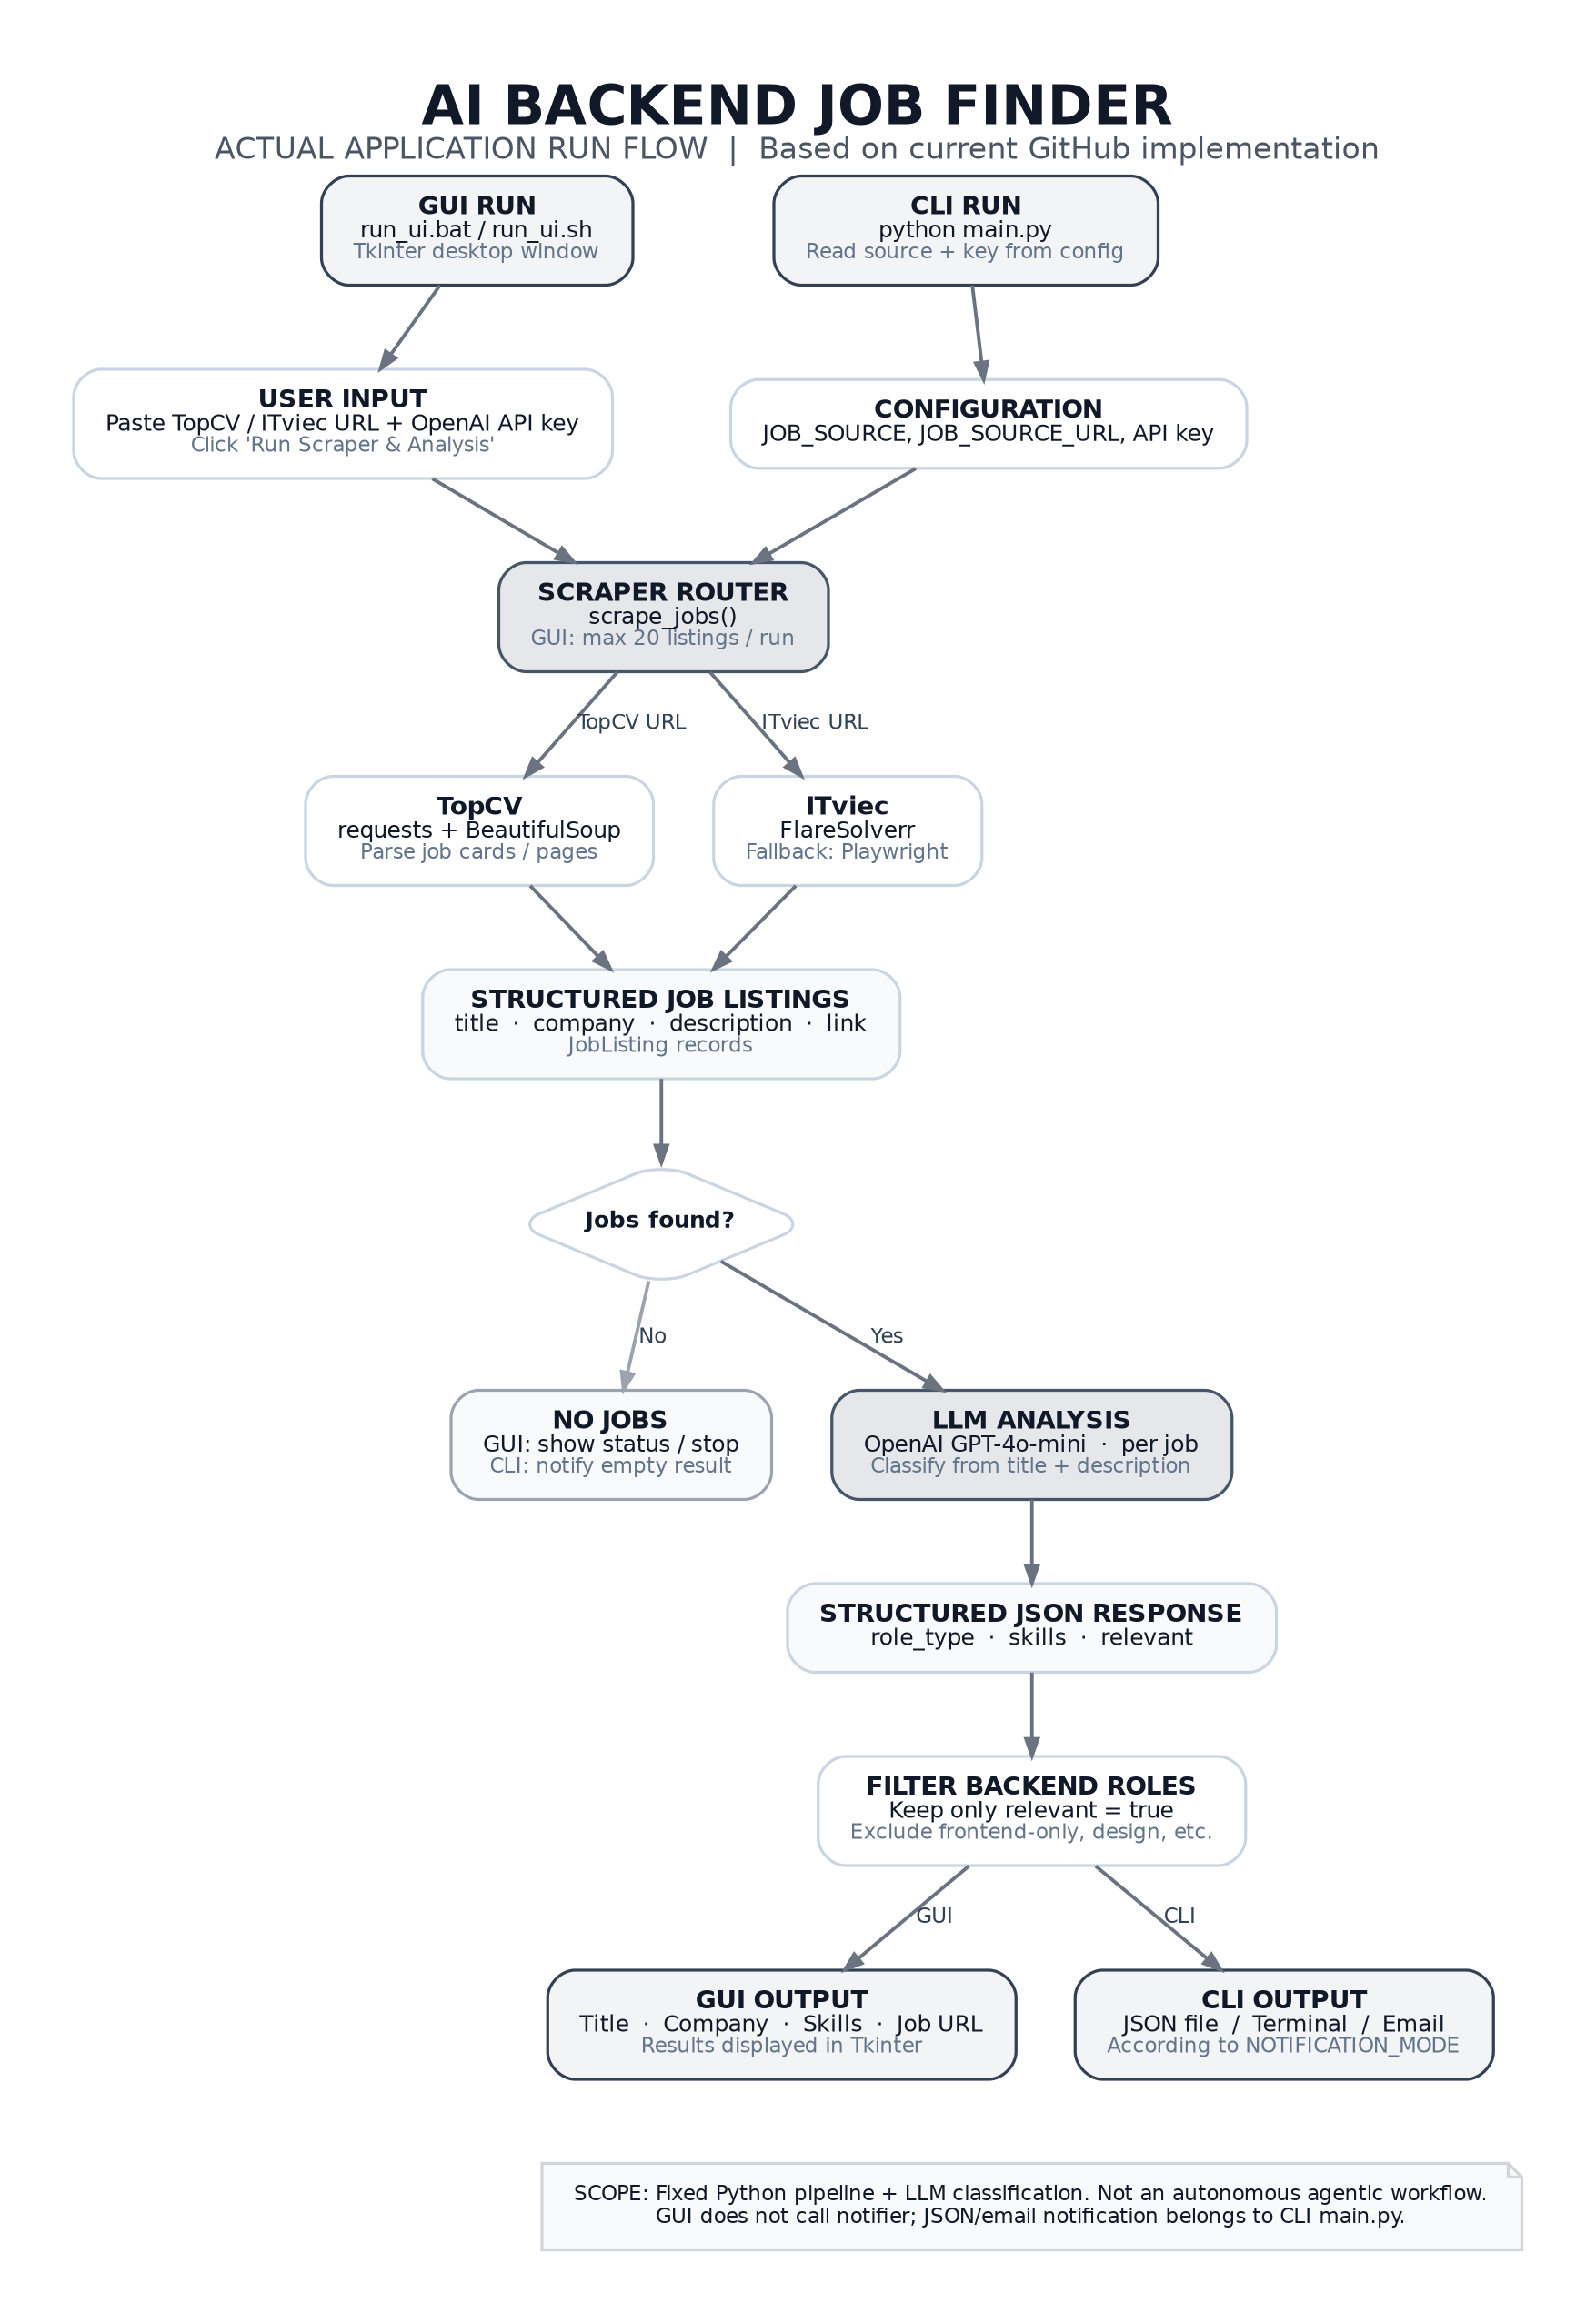 AI BACKEND JOB FINDER
ACTUAL APPLICATION RUN FLOW | Based on current GitHub implementation
GUI RUN
run_ui.bat / run_ui.sh
Tkinter desktop window
CLI RUN
python main.py
Read source + key from config
USER INPUT
Paste TopCV / ITviec URL + OpenAI API key
Click 'Run Scraper & Analysis'
CONFIGURATION
JOB_SOURCE, JOB_SOURCE_URL, API key
SCRAPER ROUTER
scrape_jobs()
GUI: max 20 listings / run
TopCV URL
ITviec URL
TopCV
requests + BeautifulSoup
Parse job cards / pages
ITviec
FlareSolverr
Fallback: Playwright
STRUCTURED JOB LISTINGS
title · company · description · link
JobListing records
Jobs found?
No
Yes
NO JOBS
GUI: show status / stop
CLI: notify empty result
LLM ANALYSIS
OpenAI GPT-4o-mini · per job
Classify from title + description
STRUCTURED JSON RESPONSE
role_type · skills · relevant
FILTER BACKEND ROLES
Keep only relevant = true
Exclude frontend-only, design, etc.
GUI
CLI
GUI OUTPUT
Title · Company · Skills · Job URL
Results displayed in Tkinter
CLI OUTPUT
JSON file / Terminal / Email
According to NOTIFICATION_MODE
SCOPE: Fixed Python pipeline + LLM classification. Not an autonomous agentic workflow.
GUI does not call notifier; JSON/email notification belongs to CLI main.py.